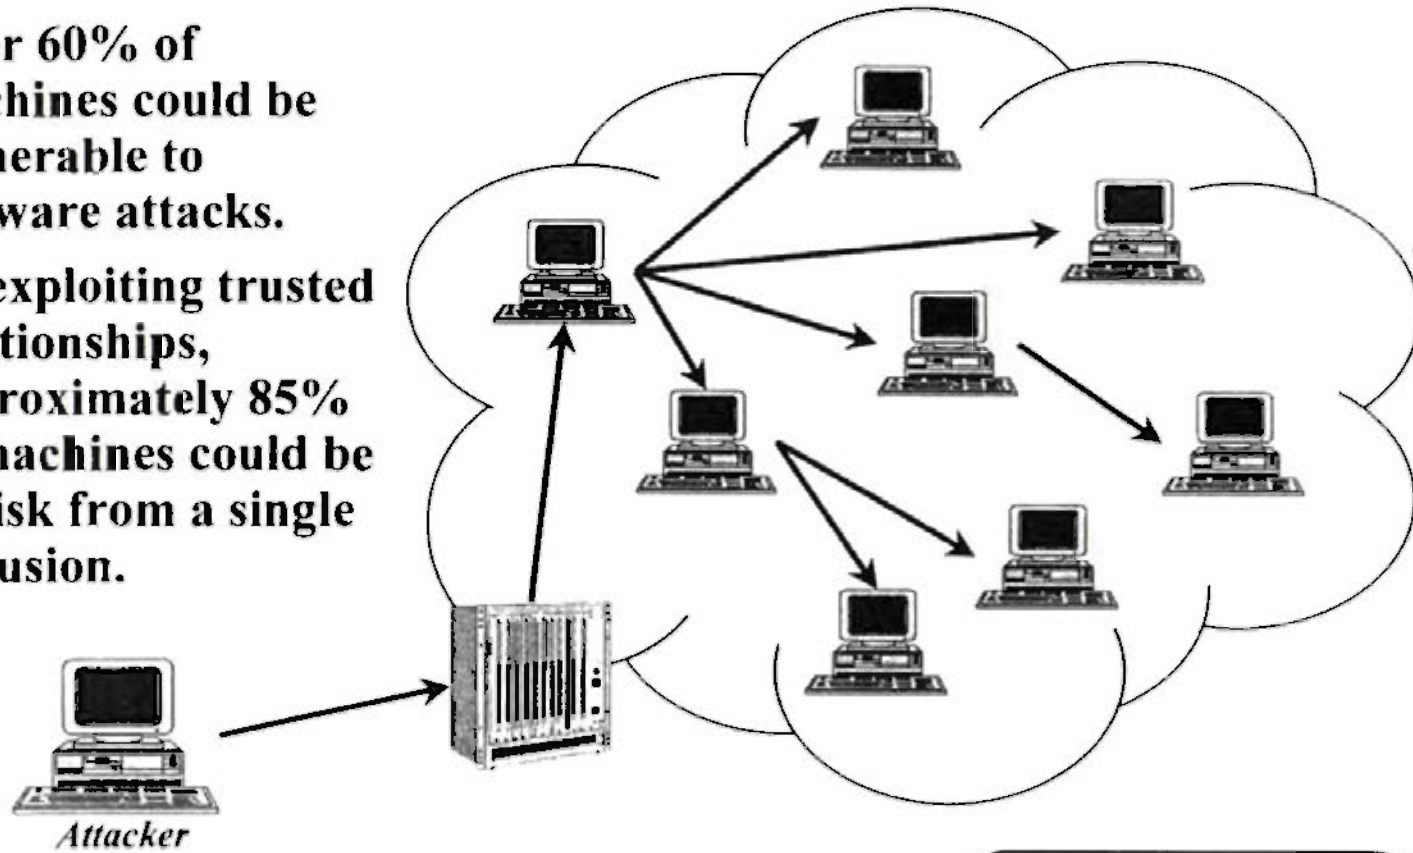 r 60% of
chines could be
nerable to
ware attacks.
exploiting trusted
tionships,
roximately 85%
machines could be
isk from a single
usion.
Attacker